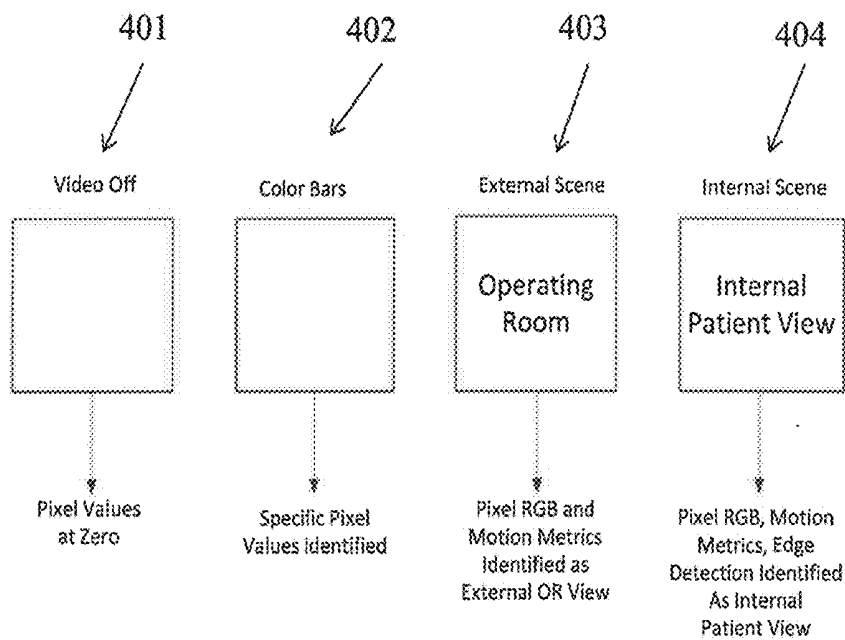 401
402
403
404
Video Off
Color Bars
External Scene
Internal Scene
Operating
Room
Internal
Patient View
Pixel Values
at Zero
Specific Pixel
Values Identified
Pixel RGB and
Motion Metrics
Identified as
External OR View
Pixel RGB, Motion
Metrics, Edge
Detection Identified
As Internal
Patient View